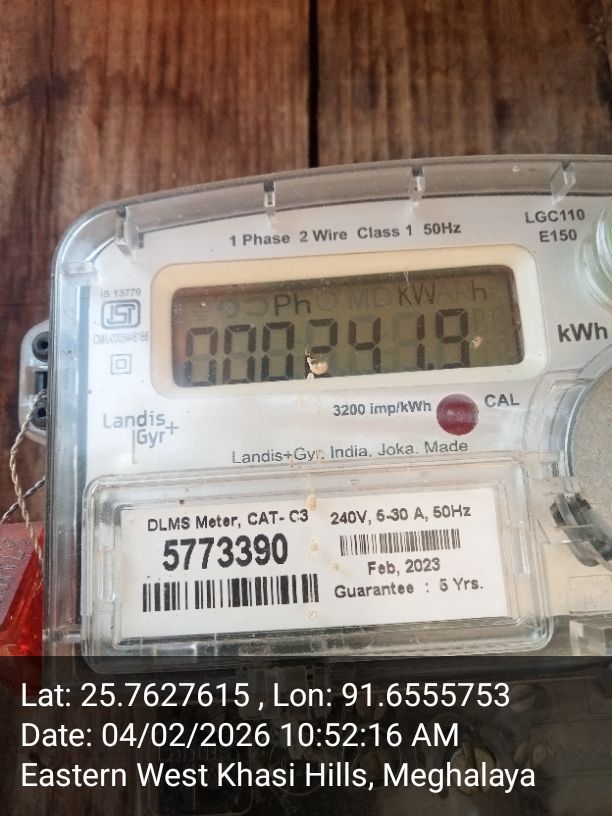 LGC110
E150
1 Phase 2 Wire Class 1 50Hz
IS 13779
Ph
kW h
000241.9
kWh
3200 imp/kWh
CAL
Landis
Gyr+
Landis+Gyr, India, Joka. Made
DLMS Meter, CAT- C3
240V, 5-30 A, 50Hz
5773390
Feb, 2023
Guarantee : 5 Yrs.
Lat: 25.7627615 , Lon: 91.6555753
Date: 04/02/2026 10:52:16 AM
Eastern West Khasi Hills, Meghalaya